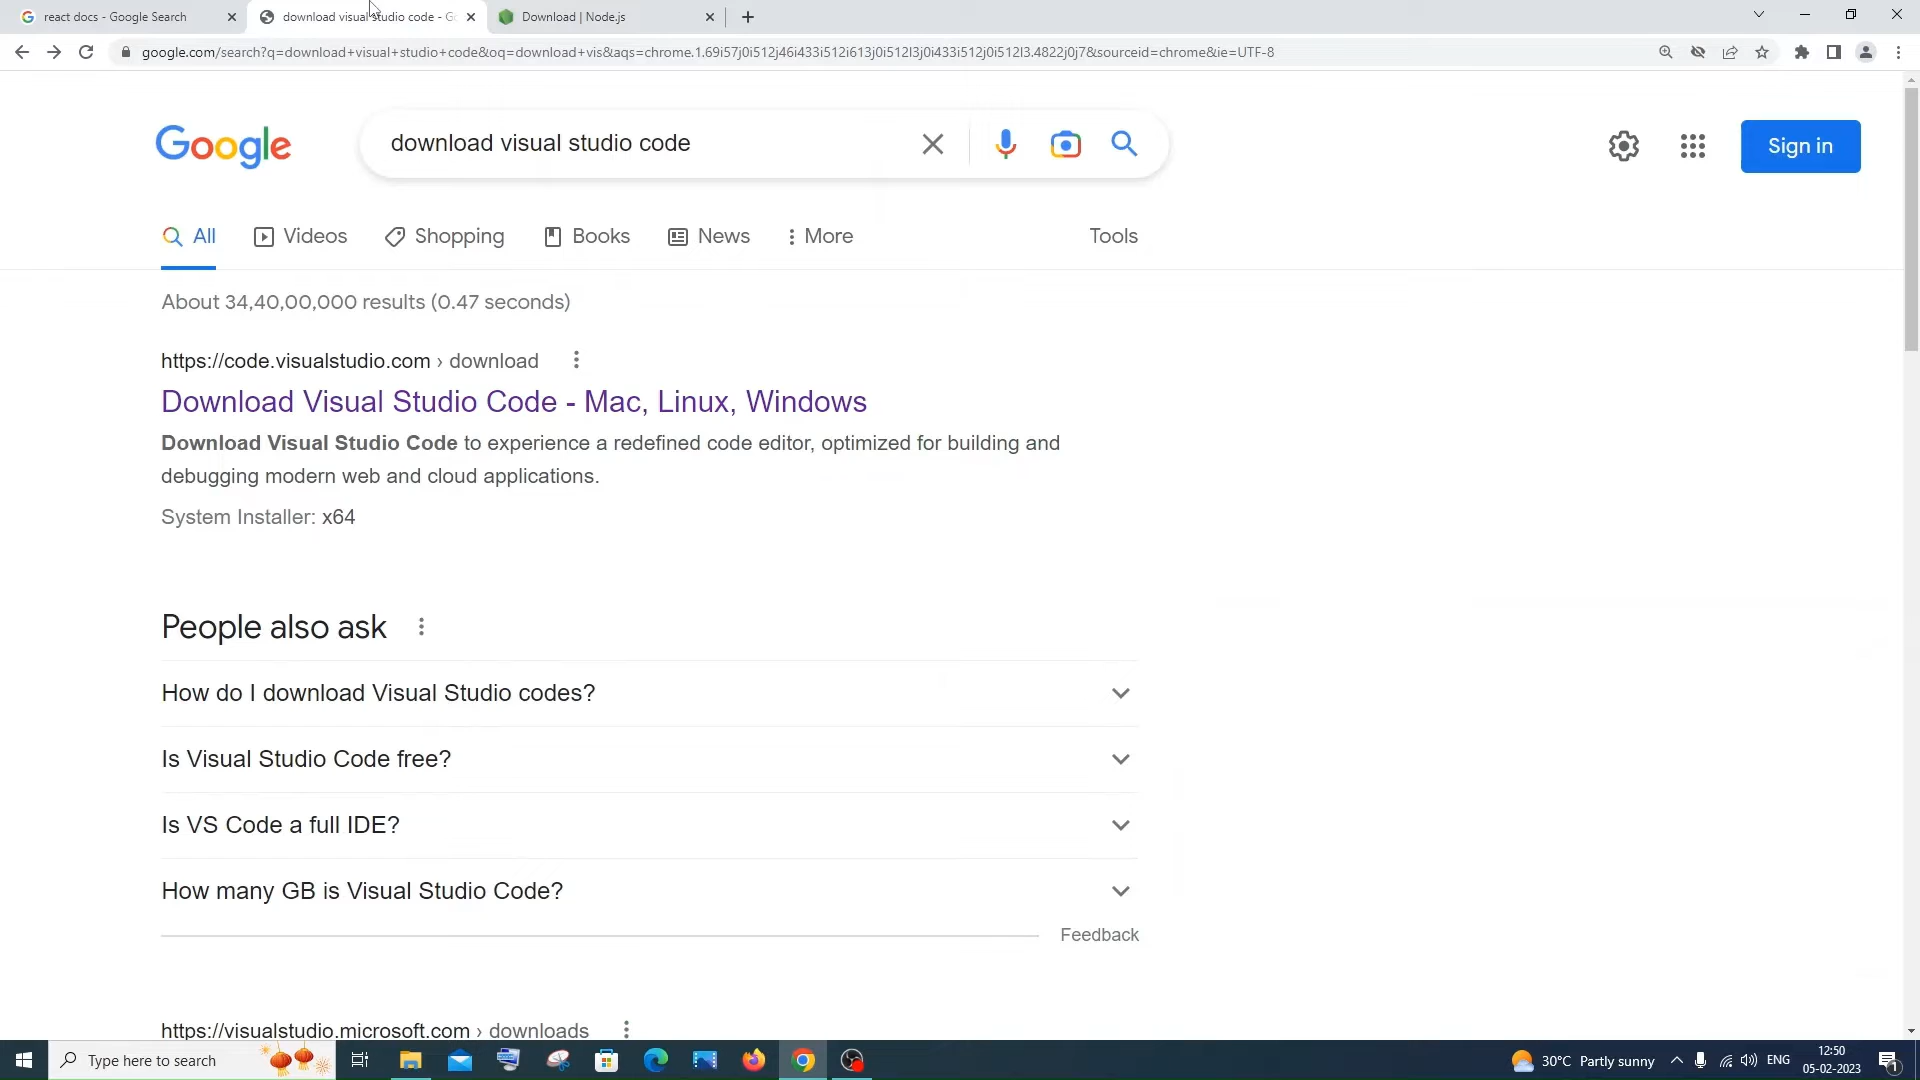 react docs - Google Search
download visual studio code - Go
Download | Node.js
google.com/search?q=download+visual+studio+code&oq=download+vis&aqs=chrome.1.69i57j0i512j46i433i512i613j0i512l3j0i433i512j0i512l3.4822j0j7&sourceid=chrome&ie=UTF-8
Google
download visual studio code
Sign in
All
Videos
Shopping
Books
News
More
Tools
About 34,40,00,000 results (0.47 seconds)
https://code.visualstudio.com › download
Download Visual Studio Code - Mac, Linux, Windows
Download Visual Studio Code to experience a redefined code editor, optimized for building and
debugging modern web and cloud applications.
System Installer: x64
People also ask
How do I download Visual Studio codes?
Is Visual Studio Code free?
Is VS Code a full IDE?
How many GB is Visual Studio Code?
Feedback
https://visualstudio.microsoft.com › downloads
Type here to search
30°C Partly sunny
ENG
12:50
05-02-2023
1